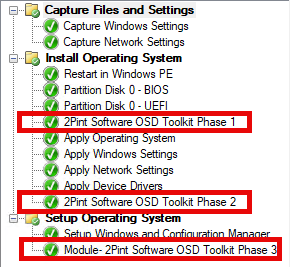 Capture Files and Settings
Capture Windows Settings
Capture Network Settings
Install Operating System
Restart in Windows PE
Partition Disk 0 - BIOS
Partition Disk 0 - UEFI
2Pint Software OSD Toolkit Phase 1
Apply Operating System
Apply Windows Settings
Apply Network Settings
Apply Device Drivers
2Pint Software OSD Toolkit Phase 2
Setup Operating System
Setup Windows and Configuration Manager
Module- 2Pint Software OSD Toolkit Phase 3